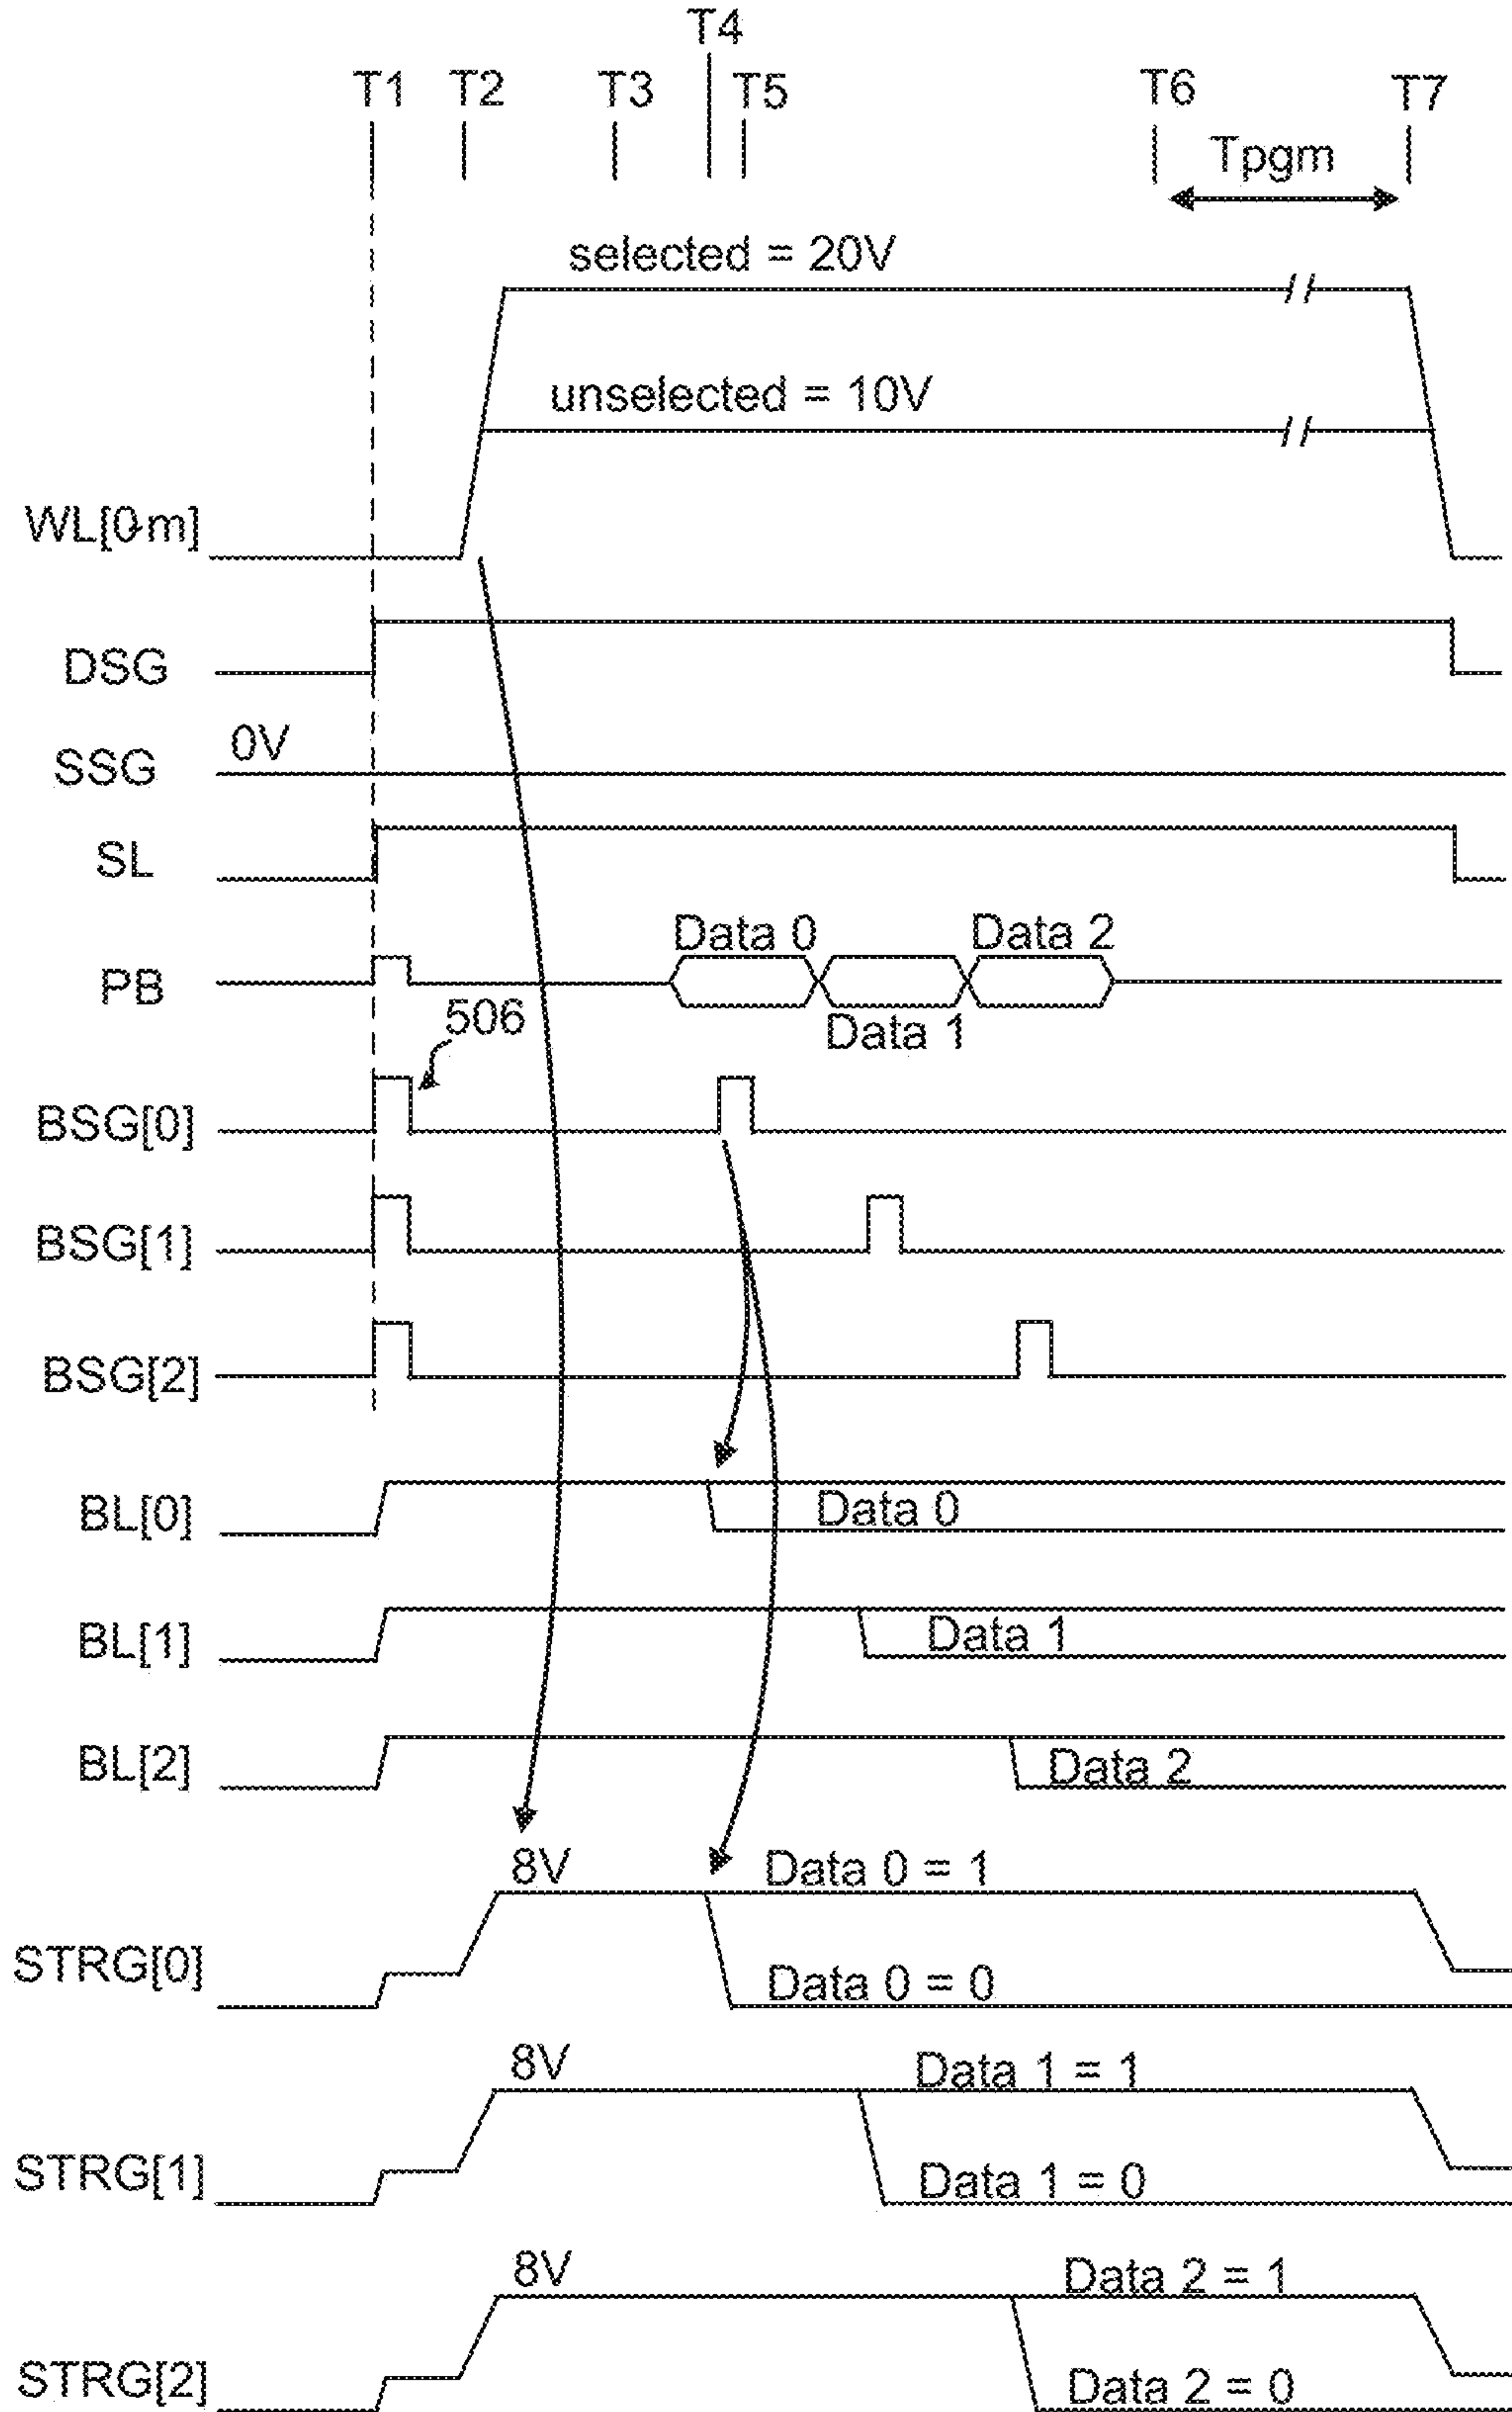 T4
T1 T2 T3 T5 T6 T7
Tpgm
selected = 20V
unselected = 10V
WL[0-m]
DSG
0V
SSG
SL
Data 0 Data 2
PB
Data 1
506
BSG[0]
BSG[1]
BSG[2]
BL[0] Data 0
BL[1] Data 1
BL[2] Data 2
8V Data 0 = 1
STRG[0] Data 0 = 0
8V Data 1 = 1
STRG[1] Data 1 = 0
8V Data 2 = 1
STRG[2] Data 2 = 0